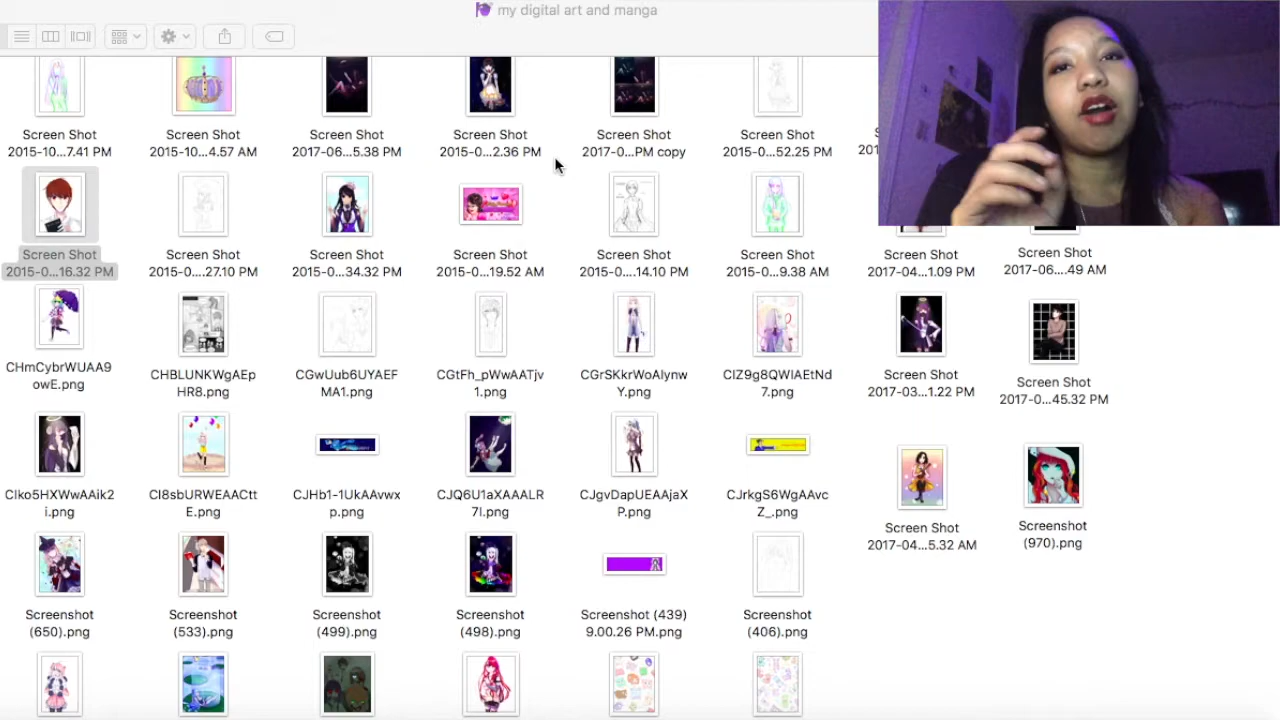 my digital art and manga
Screen Shot
2015-10...7.41 PM
Screen Shot
2015-10...4.57 AM
Screen Shot
2017-06...5.38 PM
Screen Shot
2015-0...2.36 PM
Screen Shot
2017-0...PM copy
Screen Shot
2015-0...52.25 PM
Screen Shot
2015-0...16.32 PM
Screen Shot
2015-0...27.10 PM
Screen Shot
2015-0...34.32 PM
Screen Shot
2015-0...19.52 AM
Screen Shot
2015-0....14.10 PM
Screen Shot
2015-0...9.38 AM
Screen Shot
2017-04...1.09 PM
Screen Shot
2017-06....49 AM
CHmCybrWUAA9
owE.png
CHBLUNKWgAEp
HR8.png
CGwUub6UYAEF
MA1.png
CGtFh_pWwAATjv
1.png
CGrSKkrWoAIynw
Y.png
CIZ9g8QWIAEtNd
7.png
Screen Shot
2017-03...1.22 PM
Screen Shot
2017-0...45.32 PM
CIko5HXWwAAik2
i.png
CI8sbURWEAACtt
E.png
CJHb1-1UkAAvwx
p.png
CJQ6U1aXAAALR
7I.png
CJgvDapUEAAjaX
P.png
CJrkgS6WgAAvc
Z_.png
Screen Shot
2017-04...5.32 AM
Screenshot
(970).png
Screenshot
(650).png
Screenshot
(533).png
Screenshot
(499).png
Screenshot
(498).png
Screenshot (439)
9.00.26 PM.png
Screenshot
(406).png